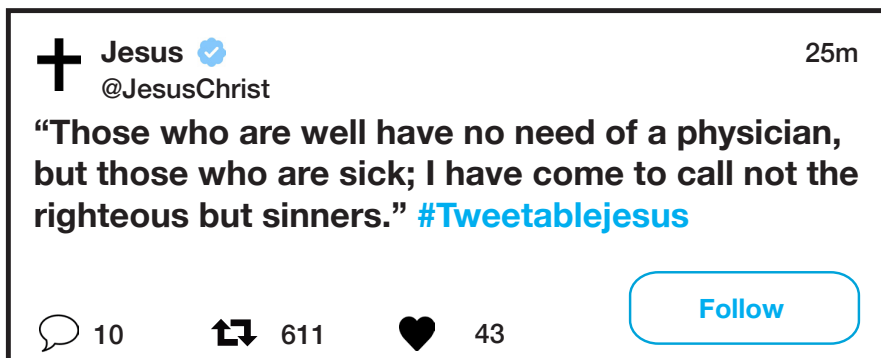 Jesus 25m
@JesusChrist
“Those who are well have no need of a physician,
but those who are sick; I have come to call not the
righteous but sinners.” #Tweetablejesus
Follow
10 611 43